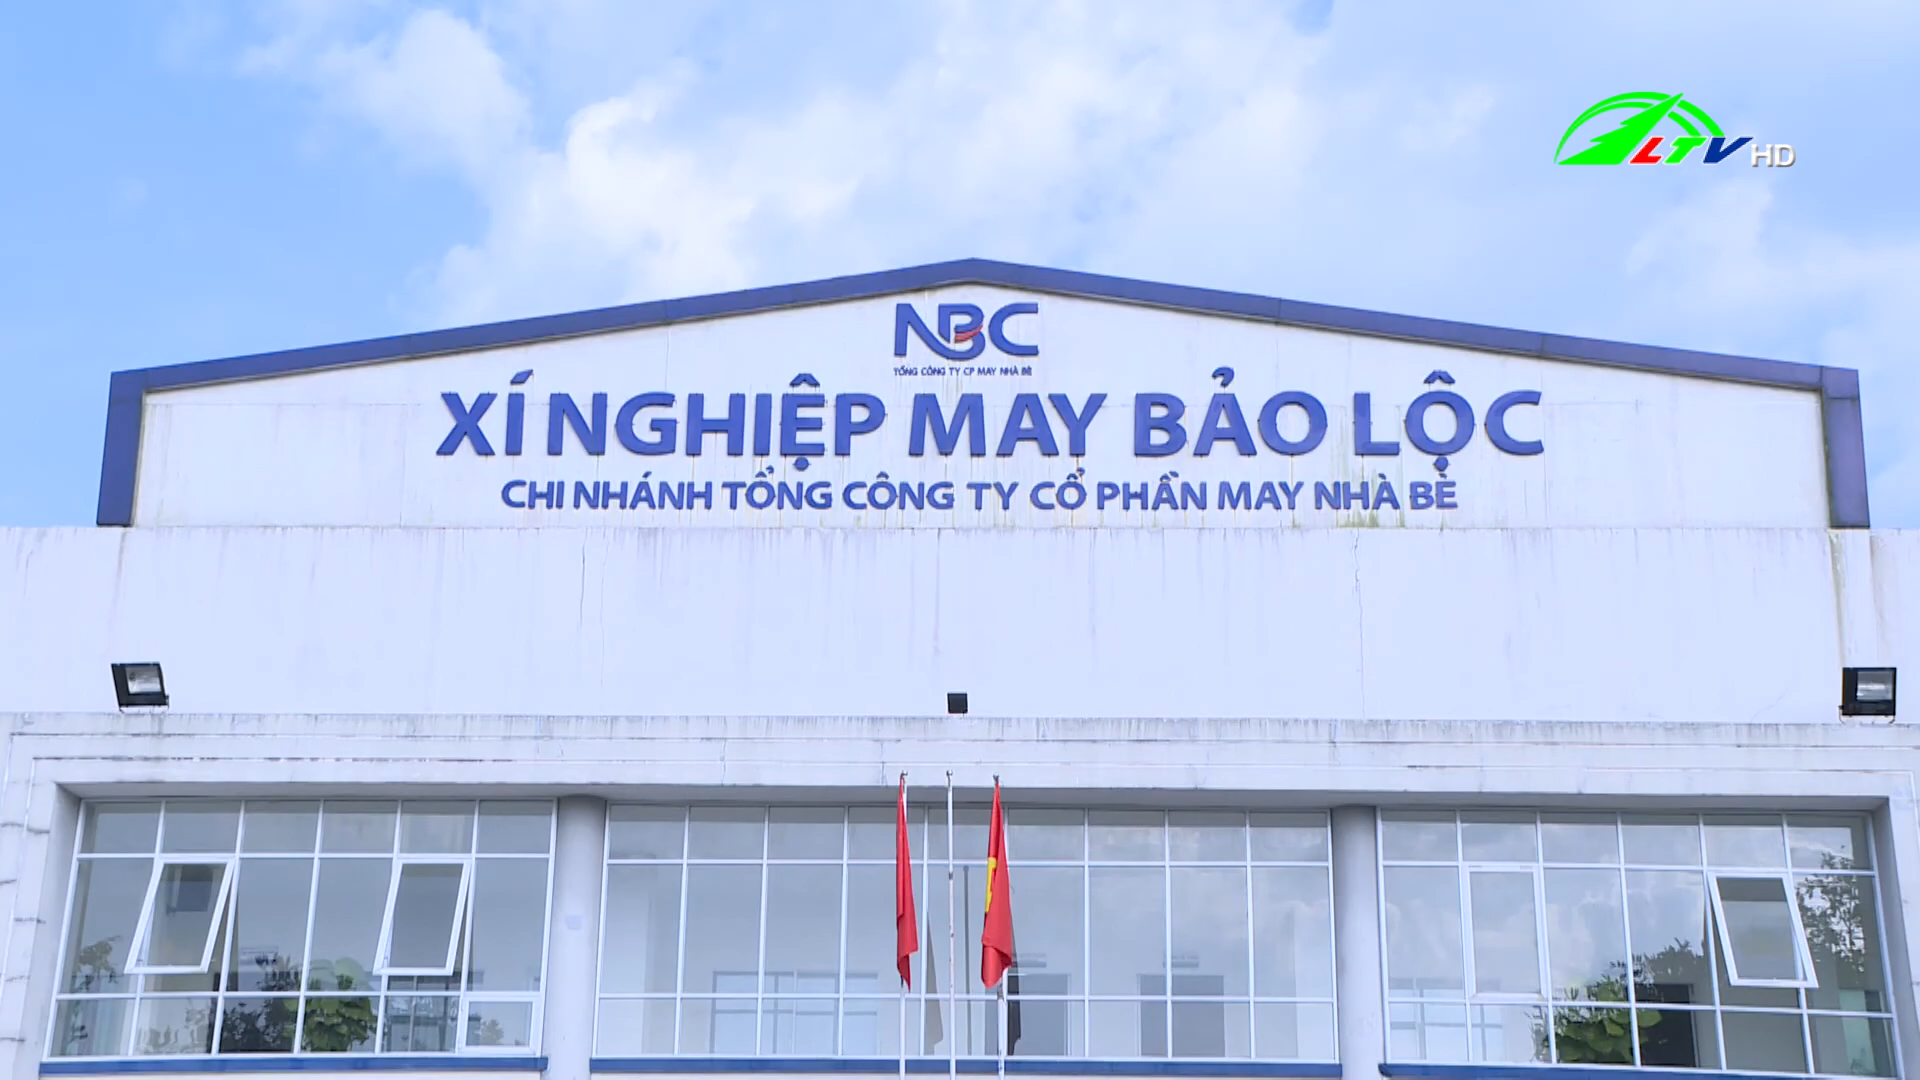 LTV HD
NBC
TỔNG CÔNG TY CP MAY NHÀ BÈ
XÍ NGHIỆP MAY BẢO LỘC
CHI NHÁNH TỔNG CÔNG TY CỔ PHẦN MAY NHÀ BÈ